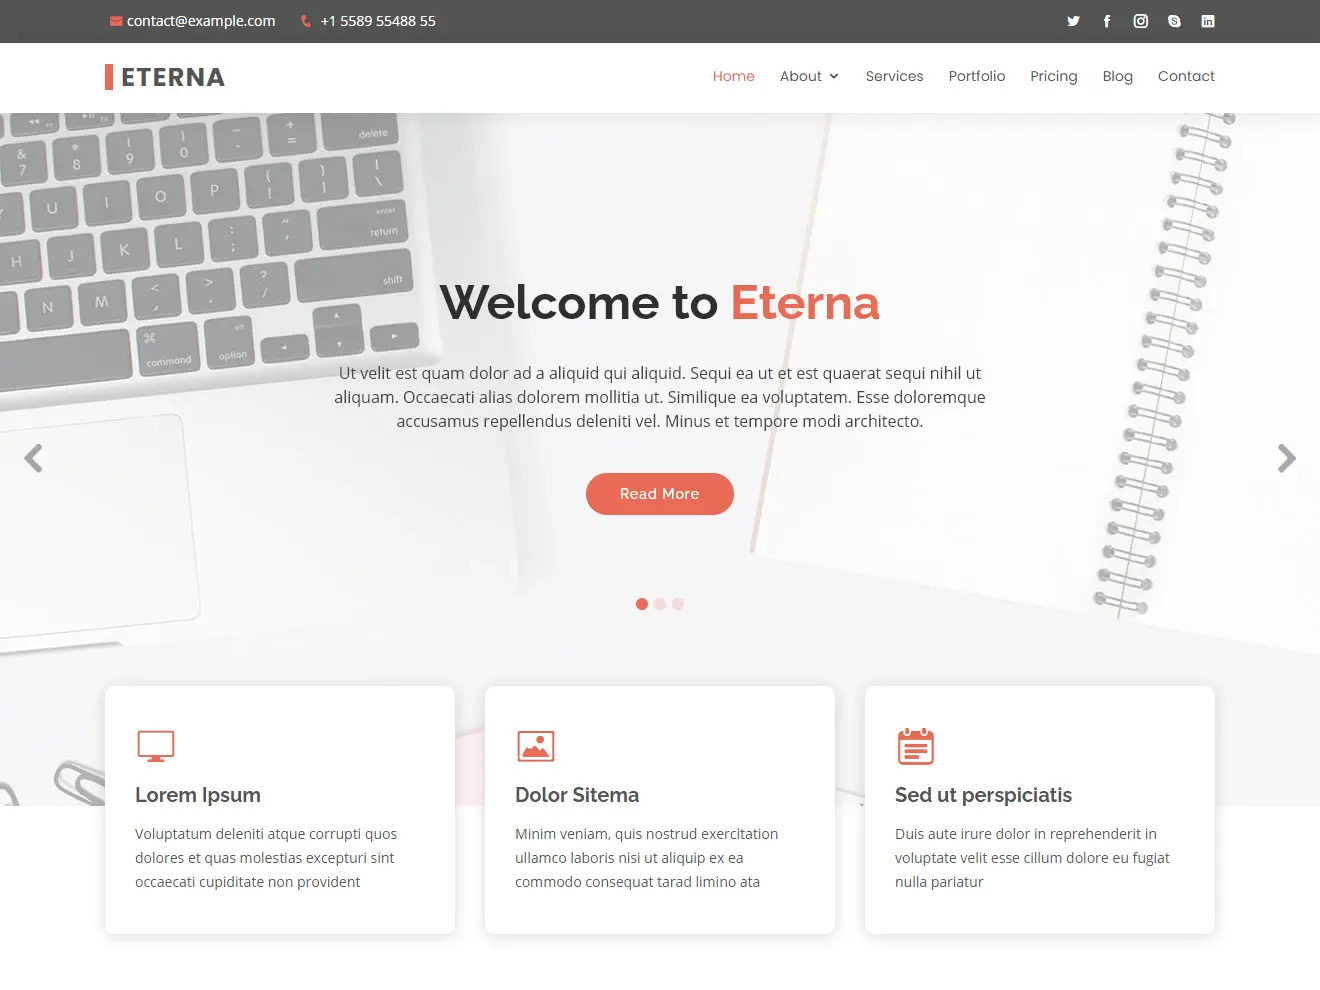 contact@example.com +1 5589 55488 55
ETERNA
Home About Services Portfolio Pricing Blog Contact
Welcome to Eterna
Ut velit est quam dolor ad a aliquid qui aliquid. Sequi ea ut et est quaerat sequi nihil ut
aliquam. Occaecati alias dolorem mollitia ut. Similique ea voluptatem. Esse doloremque
accusamus repellendus deleniti vel. Minus et tempore modi architecto.
Read More
Lorem Ipsum
Voluptatum deleniti atque corrupti quos
dolores et quas molestias excepturi sint
occaecati cupiditate non provident
Dolor Sitema
Minim veniam, quis nostrud exercitation
ullamco laboris nisi ut aliquip ex ea
commodo consequat tarad limino ata
Sed ut perspiciatis
Duis aute irure dolor in reprehenderit in
voluptate velit esse cillum dolore eu fugiat
nulla pariatur
& 7 * 8 ( 9 ) 0 - + = delete
U I O P { [ } ] | \
H J K L : ; " ' enter return
N M < , > . ? / shift
⌘ command alt option